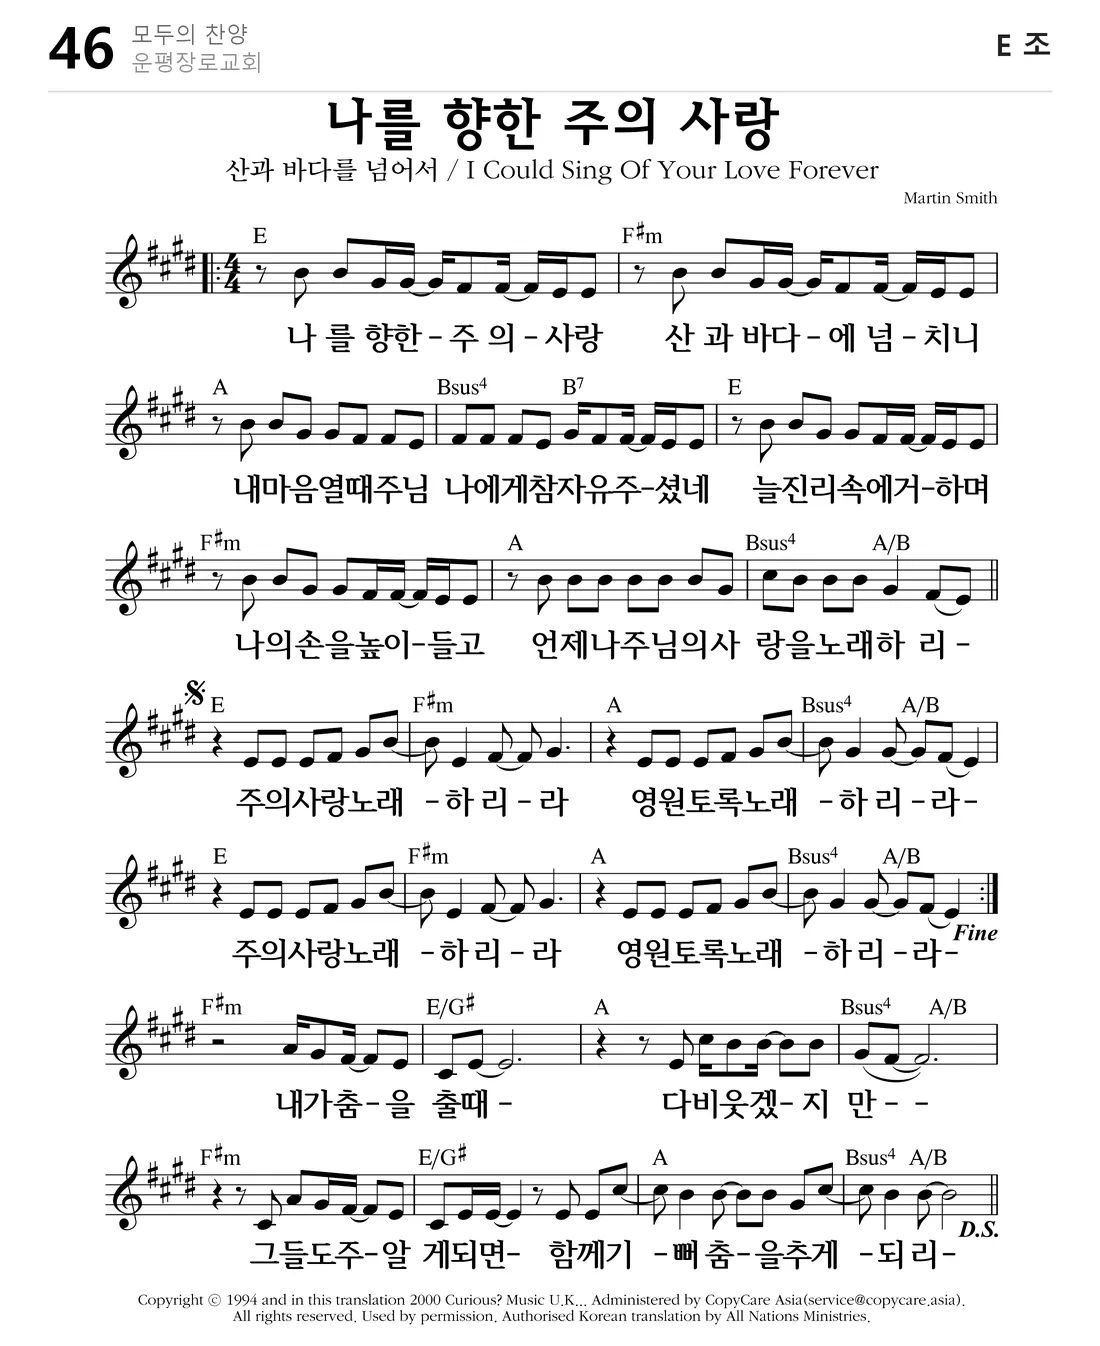 46
모두의 찬양
운평장로교회
E 조
나를 향한 주의 사랑
산과 바다를 넘어서 / I Could Sing Of Your Love Forever
Martin Smith
E F#m
나 를 향한 - 주 의 - 사랑 산 과 바다 - 에 넘 - 치니
A Bsus4 B7 E
내마음열때주님 나에게참자유주-셨네 늘진리속에거-하며
F#m A Bsus4 A/B
나의손을높이-들고 언제나주님의사 랑을노래하 리 -
E F#m A Bsus4 A/B
주의사랑노래 - 하 리 - 라 영원토록노래 - 하 리 - 라 -
E F#m A Bsus4 A/B
Fine
주의사랑노래 - 하 리 - 라 영원토록노래 - 하 리 - 라 -
F#m E/G# A Bsus4 A/B
내가춤 - 을 출때 - 다비웃겠 - 지 만 - -
F#m E/G# A Bsus4 A/B
D.S.
그들도주 - 알 게되면 - 함께기 - 뻐 춤 - 을추게 - 되 리 -
Copyright ⓒ 1994 and in this translation 2000 Curious? Music U.K... Administered by CopyCare Asia(service@copycare.asia).
All rights reserved. Used by permission. Authorised Korean translation by All Nations Ministries.